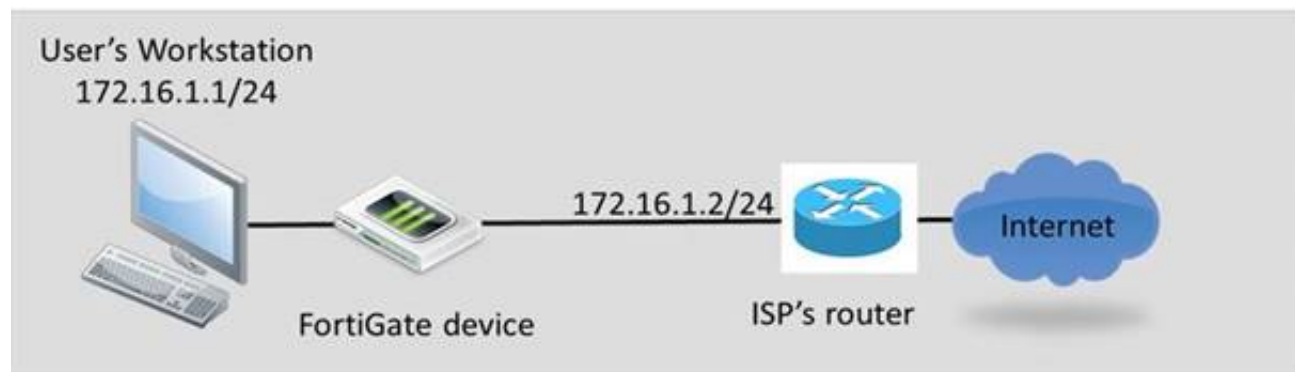 User's Workstation
172.16.1.1/24
172.16.1.2/24
Internet
FortiGate device
ISP's router